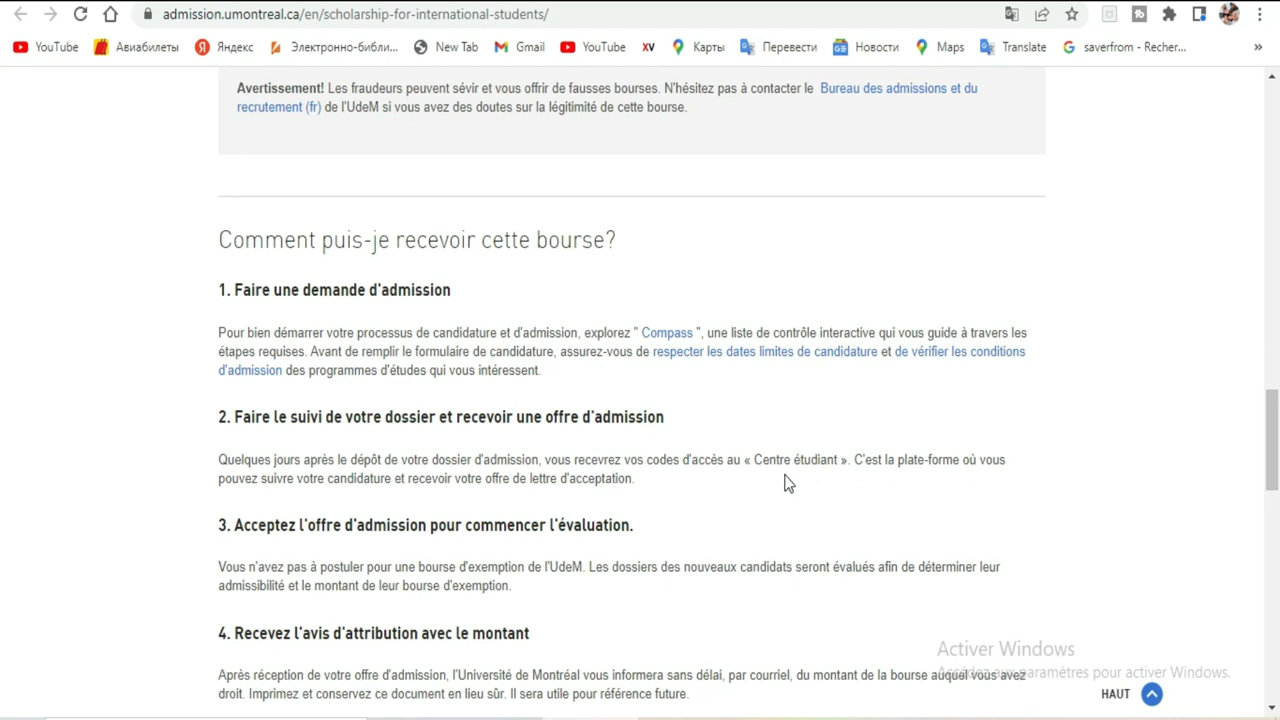 admission.umontreal.ca/en/scholarship-for-international-students/
YouTube Авиабилеты Яндекс Электронно-библи... New Tab Gmail YouTube XV Карты Перевести Новости Maps Translate saverfrom - Recher... »
Avertissement! Les fraudeurs peuvent sévir et vous offrir de fausses bourses. N'hésitez pas à contacter le Bureau des admissions et du
recrutement (fr) de l'UdeM si vous avez des doutes sur la légitimité de cette bourse.
Comment puis-je recevoir cette bourse?
1. Faire une demande d'admission
Pour bien démarrer votre processus de candidature et d'admission, explorez " Compass ", une liste de contrôle interactive qui vous guide à travers les
étapes requises. Avant de remplir le formulaire de candidature, assurez-vous de respecter les dates limites de candidature et de vérifier les conditions
d'admission des programmes d'études qui vous intéressent.
2. Faire le suivi de votre dossier et recevoir une offre d'admission
Quelques jours après le dépôt de votre dossier d'admission, vous recevrez vos codes d'accès au « Centre étudiant ». C'est la plate-forme où vous
pouvez suivre votre candidature et recevoir votre offre de lettre d'acceptation.
3. Acceptez l'offre d'admission pour commencer l'évaluation.
Vous n'avez pas à postuler pour une bourse d'exemption de l'UdeM. Les dossiers des nouveaux candidats seront évalués afin de déterminer leur
admissibilité et le montant de leur bourse d'exemption.
4. Recevez l'avis d'attribution avec le montant
Activer Windows
Accédez aux paramètres pour activer Windows.
Après réception de votre offre d'admission, l'Université de Montréal vous informera sans délai, par courriel, du montant de la bourse auquel vous avez
droit. Imprimez et conservez ce document en lieu sûr. Il sera utile pour référence future.
HAUT